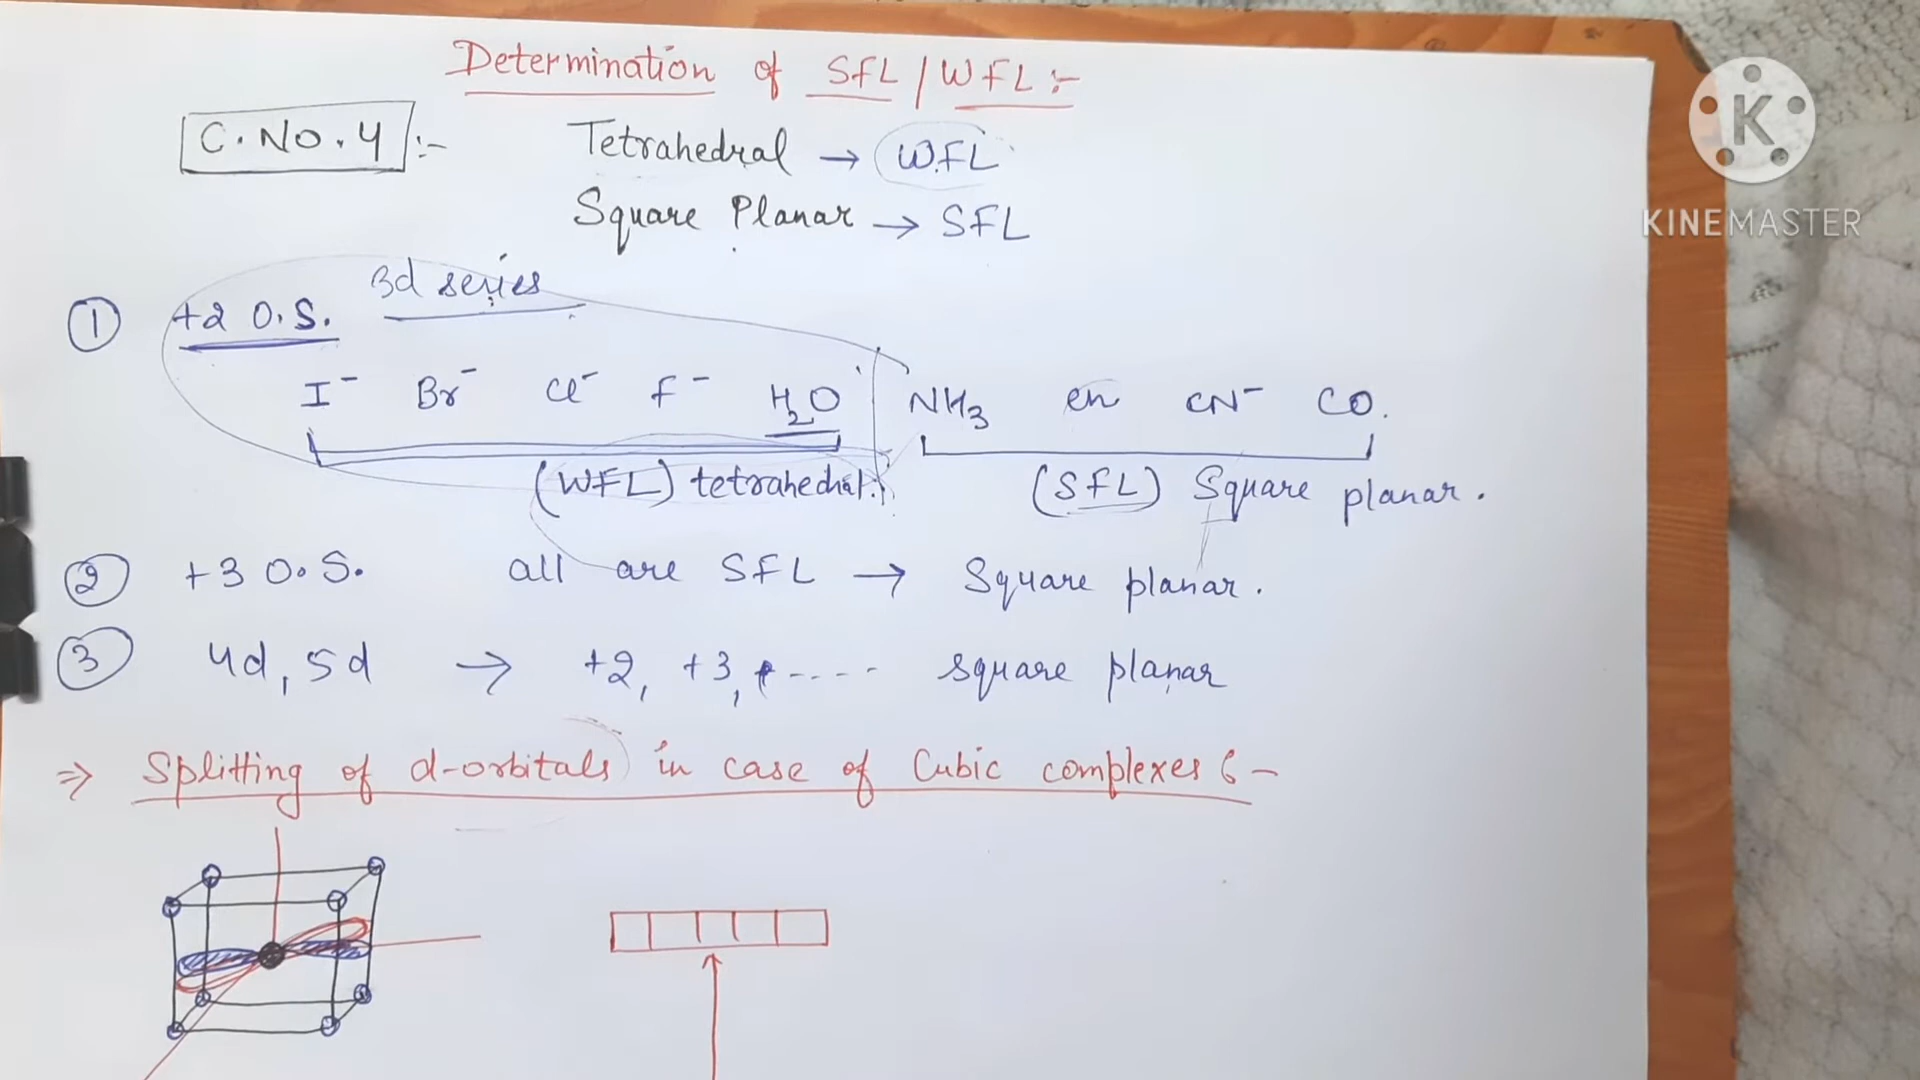 Determination of SFL / WFL :-
C.No.4 :- Tetrahedral → W.FL
Square Planar → SFL
K
KINEMASTER
① +2 O.S. 3d series
I⁻ Br⁻ Cl⁻ F⁻ H₂O NH₃ en CN⁻ CO.
(WFL) tetrahedral. (SFL) Square planar.
② +3 O.S. all are SFL → Square planar.
③ 4d, 5d → +2, +3, ---- square planar
⇒ Splitting of d-orbitals in case of Cubic complexes :-